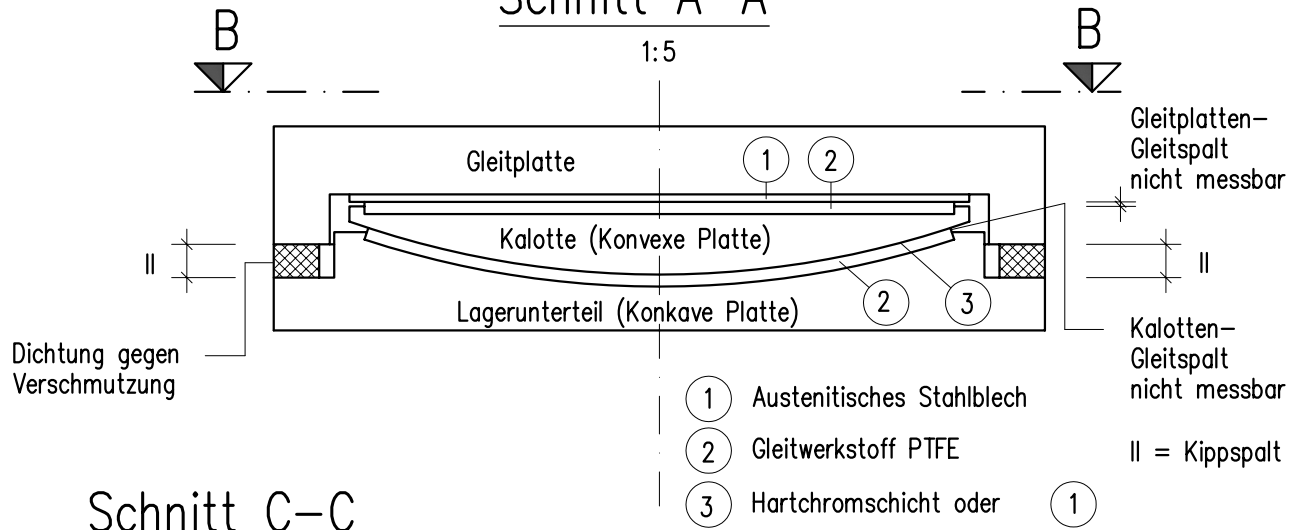 Schnitt A-A
1:5
B
B
Gleitplatten-
Gleitspalt
nicht messbar
Gleitplatte
1
2
Kalotte (Konvexe Platte)
II
II
2
3
Lagerunterteil (Konkave Platte)
Dichtung gegen
Verschmutzung
Kalotten-
Gleitspalt
nicht messbar
1 Austenitisches Stahlblech
2 Gleitwerkstoff PTFE
II = Kippspalt
3 Hartchromschicht oder 1
Schnitt C-C